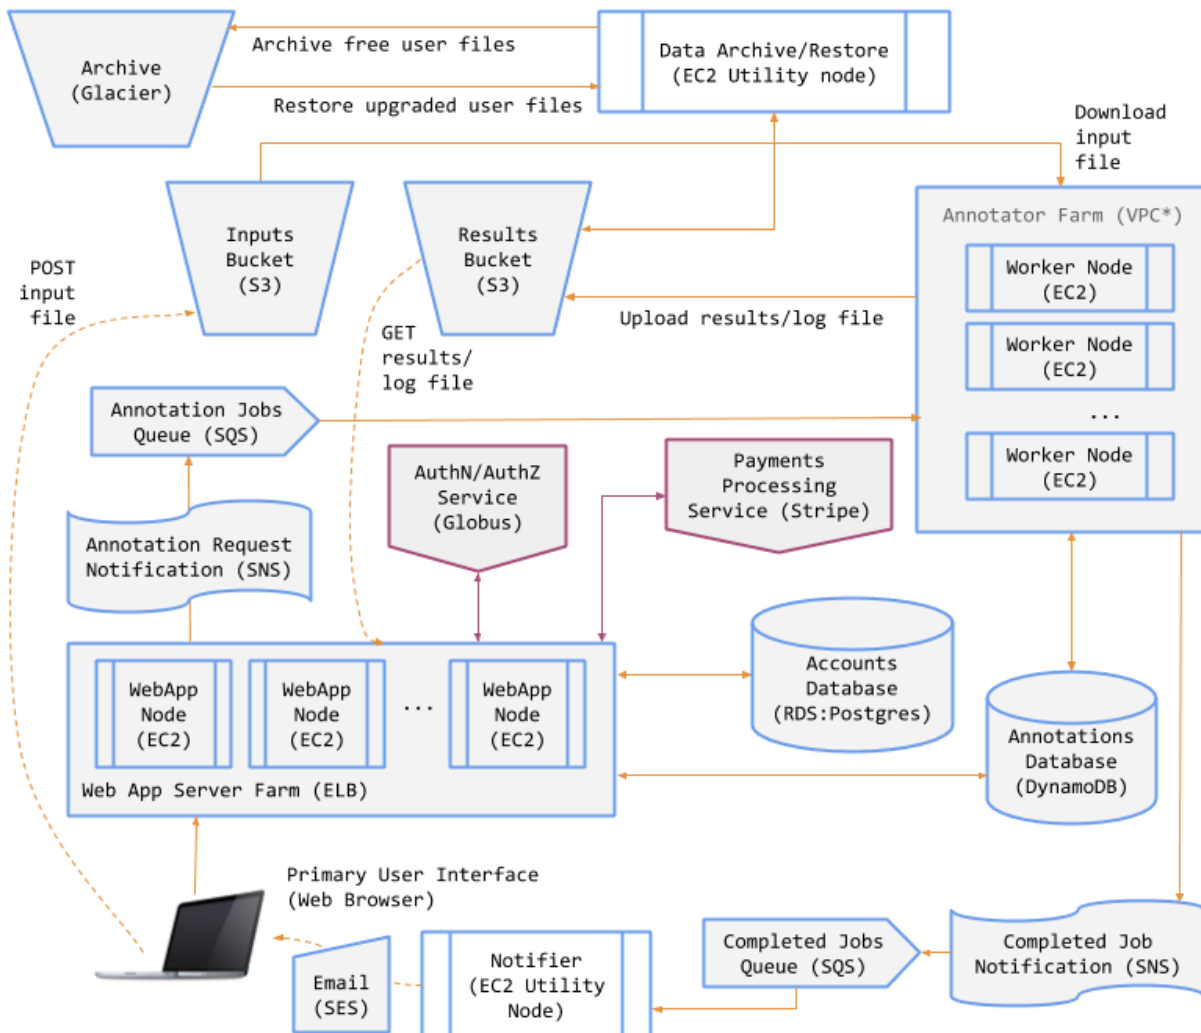 Archive free user files
Archive
(Glacier)
Data Archive/Restore
(EC2 Utility node)
Restore upgraded user files
Download
input
file
Inputs
Bucket
(S3)
Results
Bucket
(S3)
Annotator Farm (VPC*)
Worker Node
(EC2)
Worker Node
(EC2)
...
Worker Node
(EC2)
POST
input
file
Upload results/log file
GET
results/
log file
Annotation Jobs
Queue (SQS)
AuthN/AuthZ
Service
(Globus)
Payments
Processing
Service (Stripe)
Annotation Request
Notification (SNS)
WebApp
Node
(EC2)
WebApp
Node
(EC2)
...
WebApp
Node
(EC2)
Web App Server Farm (ELB)
Accounts
Database
(RDS:Postgres)
Annotations
Database
(DynamoDB)
Primary User Interface
(Web Browser)
Email
(SES)
Notifier
(EC2 Utility
Node)
Completed Jobs
Queue (SQS)
Completed Job
Notification (SNS)